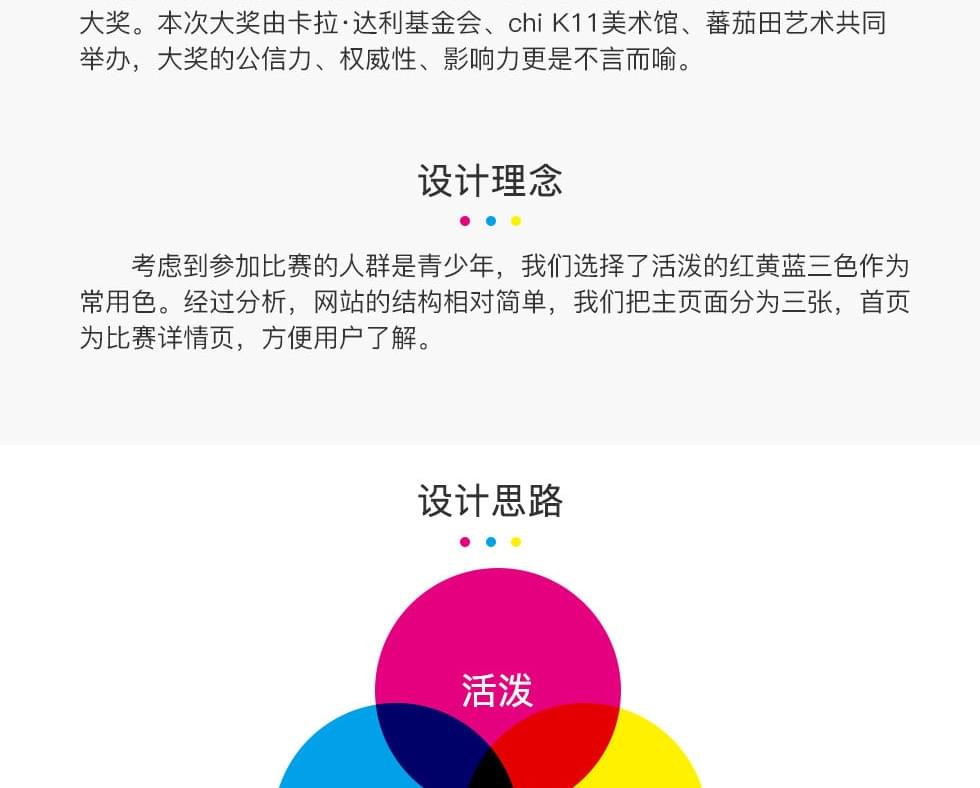 大奖。本次大奖由卡拉·达利基金会、chi K11美术馆、蕃茄田艺术共同
举办，大奖的公信力、权威性、影响力更是不言而喻。
设计理念
考虑到参加比赛的人群是青少年，我们选择了活泼的红黄蓝三色作为
常用色。经过分析，网站的结构相对简单，我们把主页面分为三张，首页
为比赛详情页，方便用户了解。
设计思路
活泼